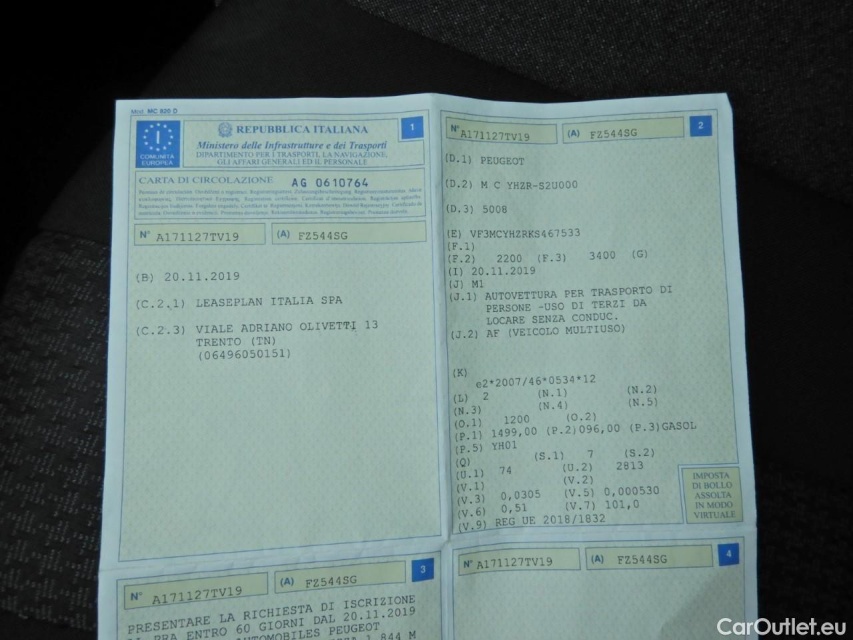 Mod. MC 820 D
COMUNITÀ EUROPEA
I
REPUBBLICA ITALIANA
1
Ministero delle Infrastrutture e dei Trasporti
DIPARTIMENTO PER I TRASPORTI, LA NAVIGAZIONE,
GLI AFFARI GENERALI ED IL PERSONALE
CARTA DI CIRCOLAZIONE AG 0610764
N° A171127TV19 (A) FZ544SG
(B) 20.11.2019
(C.2.1) LEASEPLAN ITALIA SPA
(C.2.3) VIALE ADRIANO OLIVETTI 13
TRENTO (TN)
(06496050151)
N° A171127TV19 (A) FZ544SG 2
(D.1) PEUGEOT
(D.2) M C YHZR-S2U000
(D.3) 5008
(E) VF3MCYHZRKS467533
(F.1)
(F.2) 2200 (F.3) 3400 (G)
(I) 20.11.2019
(J) M1
(J.1) AUTOVETTURA PER TRASPORTO DI
PERSONE -USO DI TERZI DA
LOCARE SENZA CONDUC.
(J.2) AF (VEICOLO MULTIUSO)
(K)
e2*2007/46*0534*12
(L) 2 (N.1) (N.2)
(N.3) (N.4) (N.5)
(O.1) 1200 (O.2)
(P.1) 1499,00 (P.2)096,00 (P.3)GASOL
(P.5) YH01
(Q) (S.1) 7 (S.2)
(U.1) 74 (U.2) 2813
(V.1) (V.2)
(V.3) 0,0305 (V.5) 0,000530
(V.6) 0,51 (V.7) 101,0
(V.9) REG UE 2018/1832
IMPOSTA
DI BOLLO
ASSOLTA
IN MODO
VIRTUALE
N° A171127TV19 (A) FZ544SG 3
PRESENTARE LA RICHIESTA DI ISCRIZIONE
PRA ENTRO 60 GIORNI DAL 20.11.2019
AUTOMOBILES PEUGEOT
1,844 M
N° A171127TV19 (A) FZ544SG 4
CarOutlet.eu